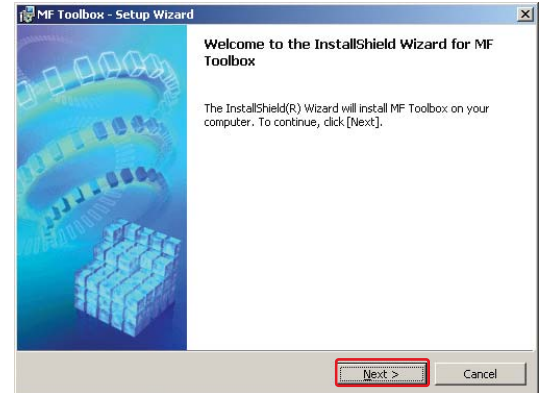 MF Toolbox - Setup Wizard
Welcome to the InstallShield Wizard for MF
Toolbox
The InstallShield(R) Wizard will install MF Toolbox on your
computer. To continue, click [Next].
Next >
Cancel